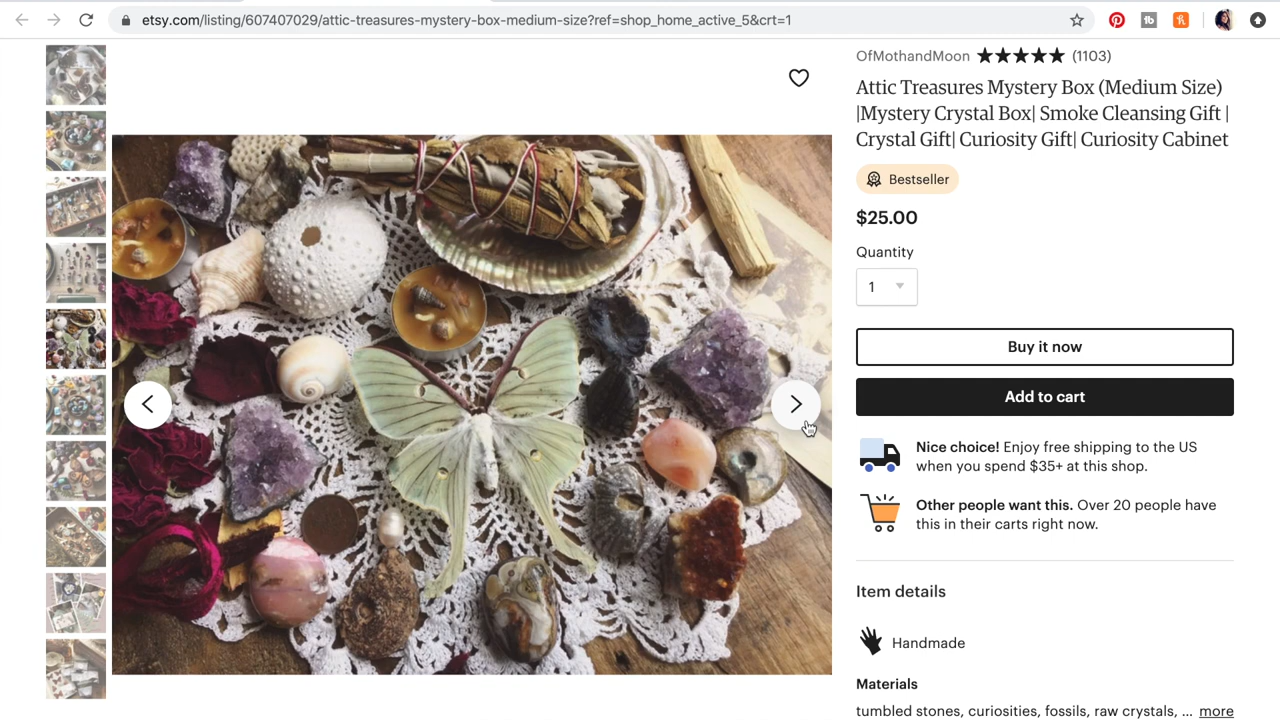 etsy.com/listing/607407029/attic-treasures-mystery-box-medium-size?ref=shop_home_active_5&crt=1
tb
OfMothandMoon ★★★★★ (1103)
Attic Treasures Mystery Box (Medium Size)
|Mystery Crystal Box| Smoke Cleansing Gift |
Crystal Gift| Curiosity Gift| Curiosity Cabinet
Bestseller
$25.00
Quantity
1
Buy it now
Add to cart
Nice choice! Enjoy free shipping to the US
when you spend $35+ at this shop.
Other people want this. Over 20 people have
this in their carts right now.
Item details
Handmade
Materials
tumbled stones, curiosities, fossils, raw crystals, ... more